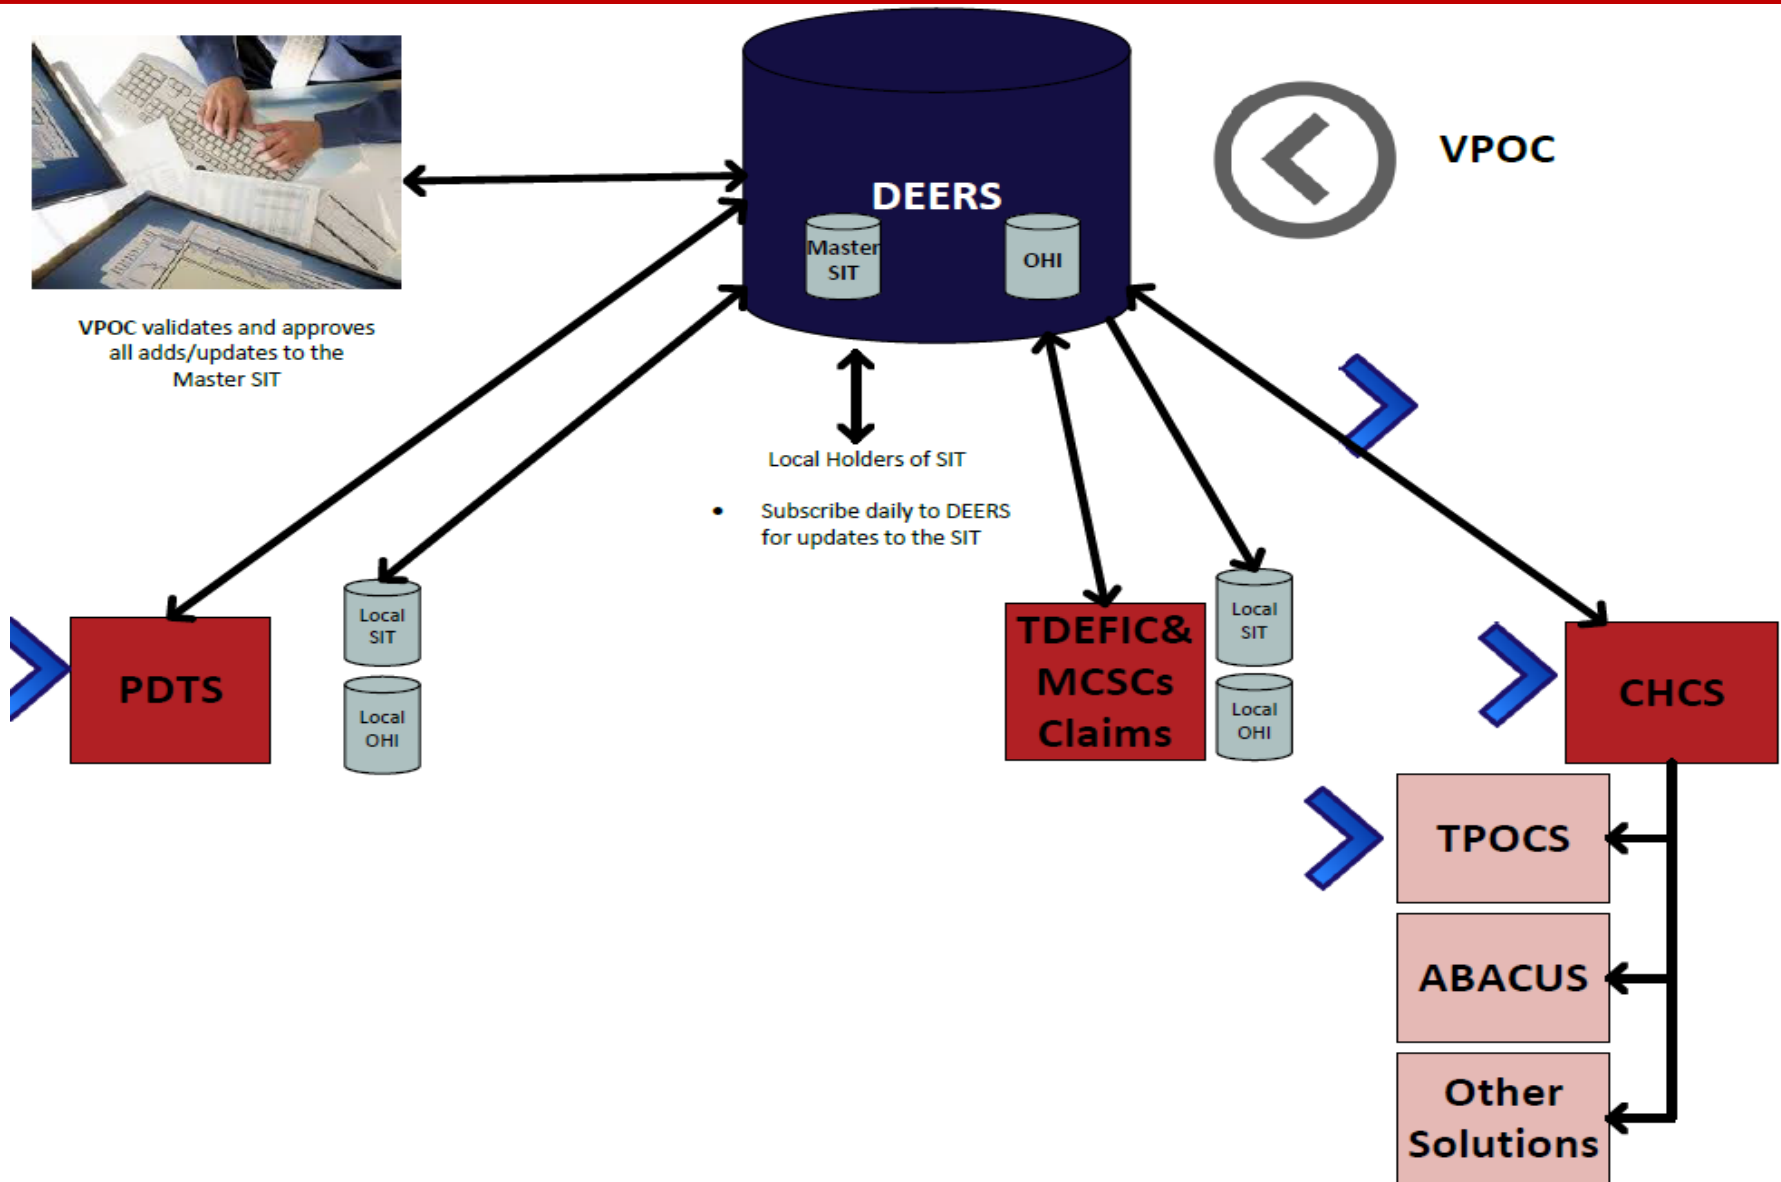 DEERS
Master
SIT
OHI
VPOC
VPOC validates and approves
all adds/updates to the
Master SIT
Local Holders of SIT
• Subscribe daily to DEERS
for updates to the SIT
PDTS
Local
SIT
Local
OHI
TDEFIC&
MCSCs
Claims
Local
SIT
Local
OHI
CHCS
TPOCS
ABACUS
Other
Solutions